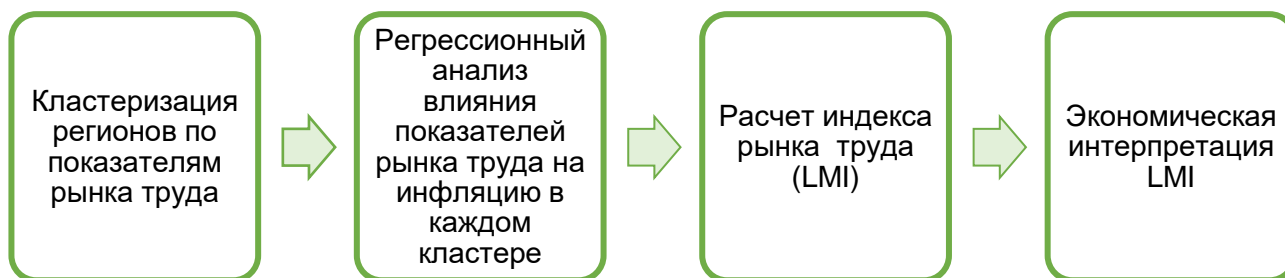 Кластеризация
регионов по
показателям
рынка труда
Регрессионный
анализ
влияния
показателей
рынка труда на
инфляцию в
каждом
кластере
Расчет индекса
рынка труда
(LMI)
Экономическая
интерпретация
LMI